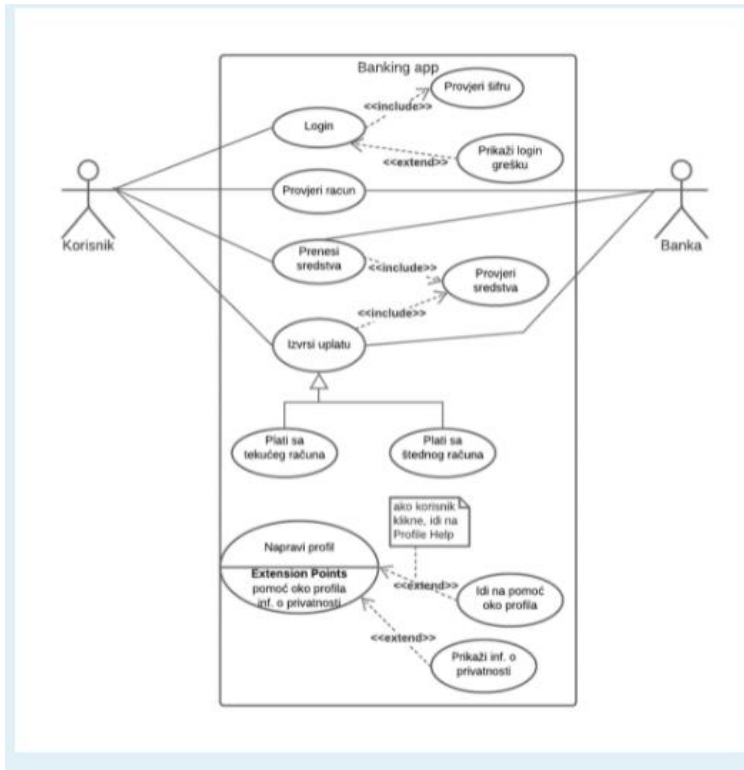 Banking app
Provjeri šifru
<<include>>
Login
Prikaži login
grešku
<<extend>>
Provjeri racun
Korisnik
Banka
Prenesi
sredstva
<<include>>
Provjeri
sredstva
<<include>>
Izvrsi uplatu
Plati sa
tekućeg računa
Plati sa
štednog računa
ako korisnik
klikne, idi na
Profile Help
Napravi profil
Extension Points
pomoć oko profila
inf. o privatnosti
<<extend>>
Idi na pomoć
oko profila
<<extend>>
Prikaži inf. o
privatnosti